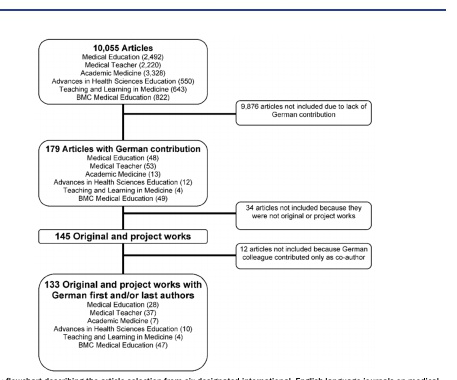 10,055 Articles
Medical Education (2,492)
Medical Teacher (2,220)
Academic Medicine (3,328)
Advances in Health Sciences Education (550)
Teaching and Learning in Medicine (643)
BMC Medical Education (822)
9,876 articles not included due to lack of
German contribution
179 Articles with German contribution
Medical Education (48)
Medical Teacher (53)
Academic Medicine (13)
Advances in Health Sciences Education (12)
Teaching and Learning in Medicine (4)
BMC Medical Education (49)
34 articles not included because they
were not original or project works
145 Original and project works
12 articles not included because German
colleague contributed only as co-author
133 Original and project works with
German first and/or last authors
Medical Education (28)
Medical Teacher (37)
Academic Medicine (7)
Advances in Health Sciences Education (10)
Teaching and Learning in Medicine (4)
BMC Medical Education (47)
flowchart describing the article selection from six designated international, English language journals on medical